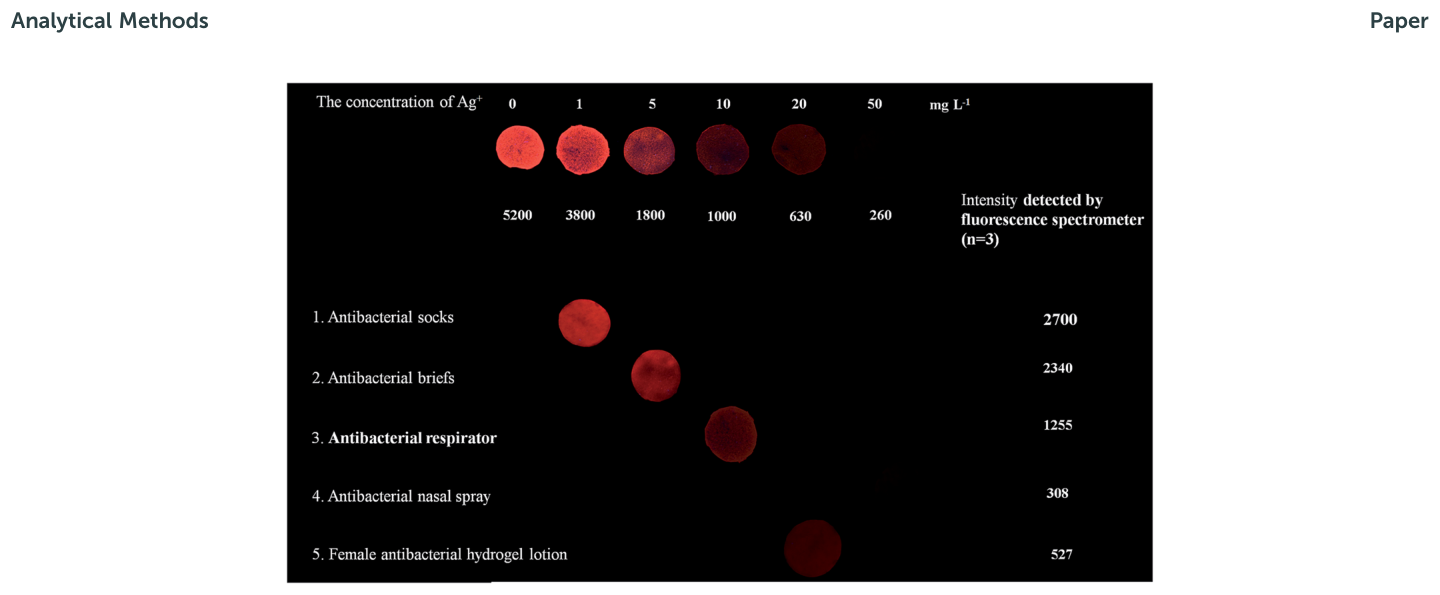 Analytical Methods
Paper
The concentration of Ag⁺ 0 1 5 10 20 50 mg L⁻¹
5200 3800 1800 1000 630 260
Intensity detected by
fluorescence spectrometer
(n=3)
1. Antibacterial socks 2700
2. Antibacterial briefs 2340
3. Antibacterial respirator 1255
4. Antibacterial nasal spray 308
5. Female antibacterial hydrogel lotion 527